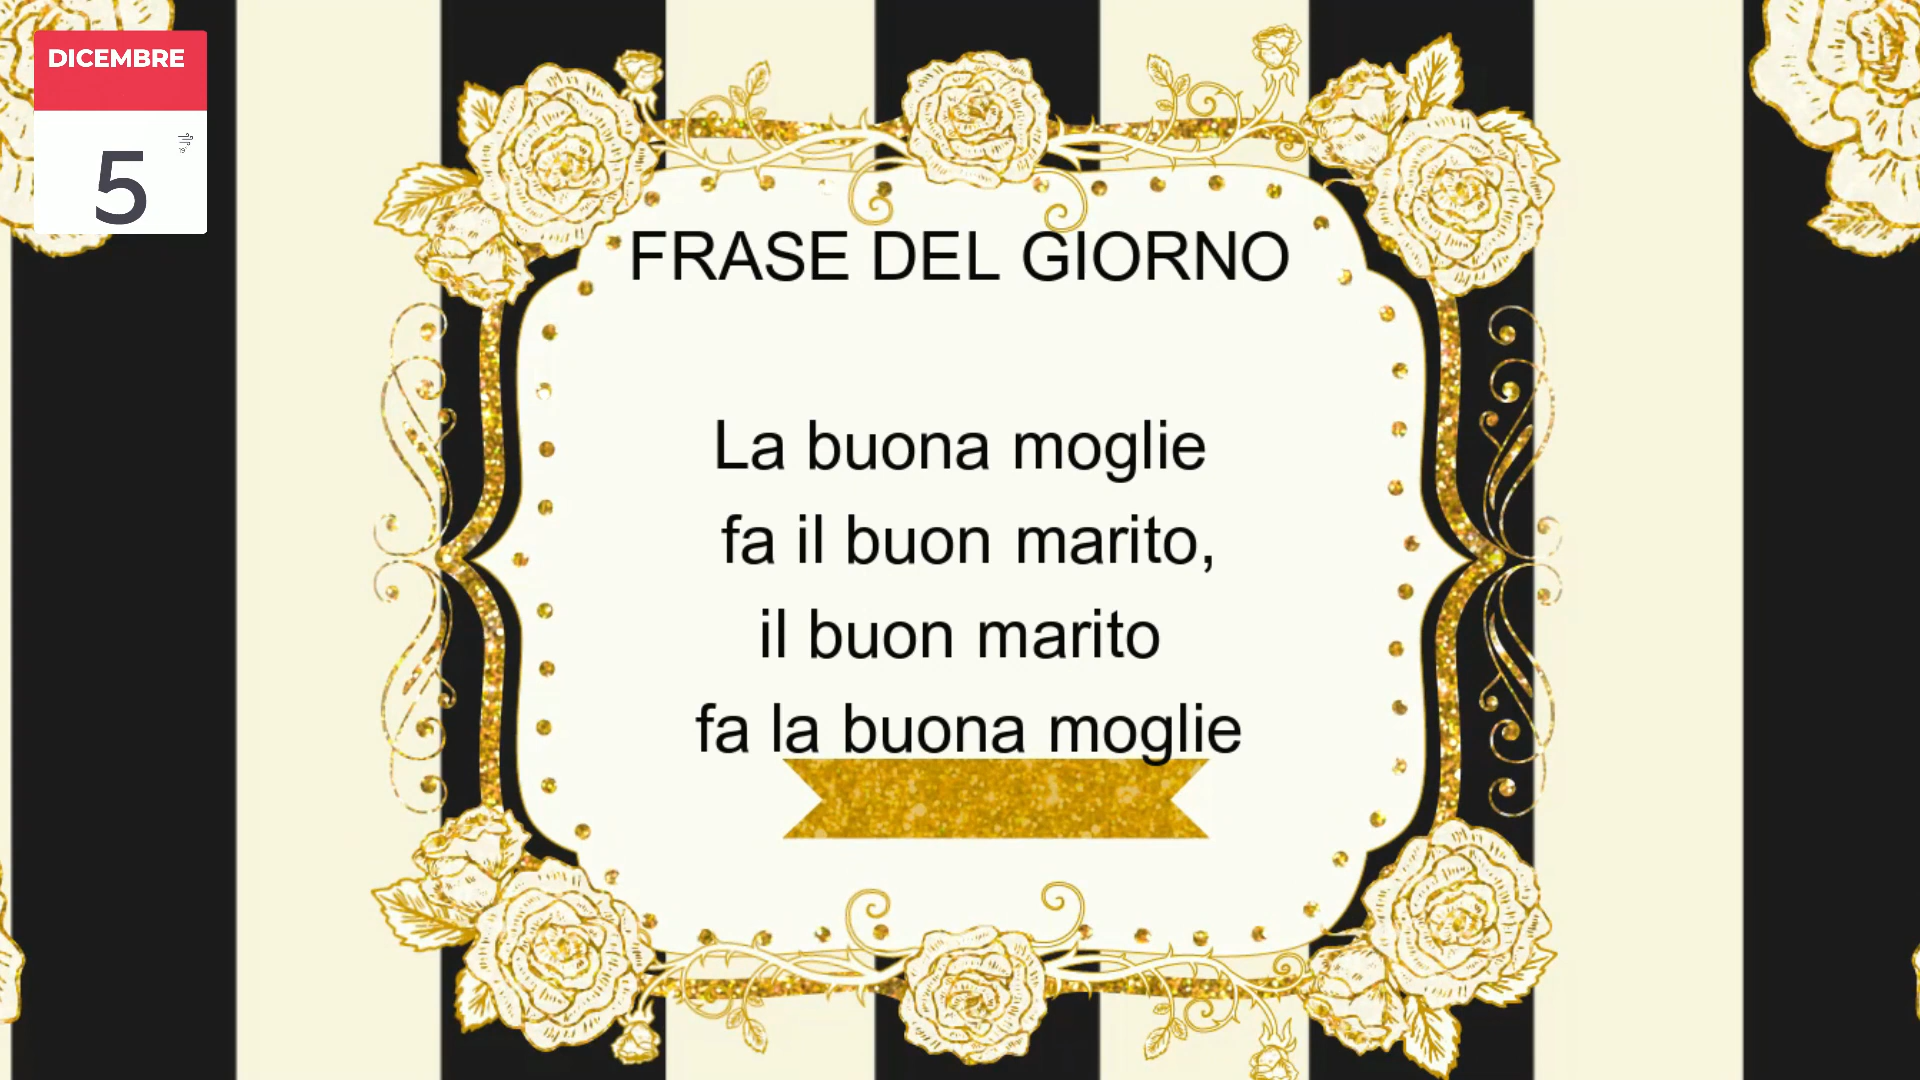 DICEMBRE
5
FRASE DEL GIORNO
La buona moglie
fa il buon marito,
il buon marito
fa la buona moglie